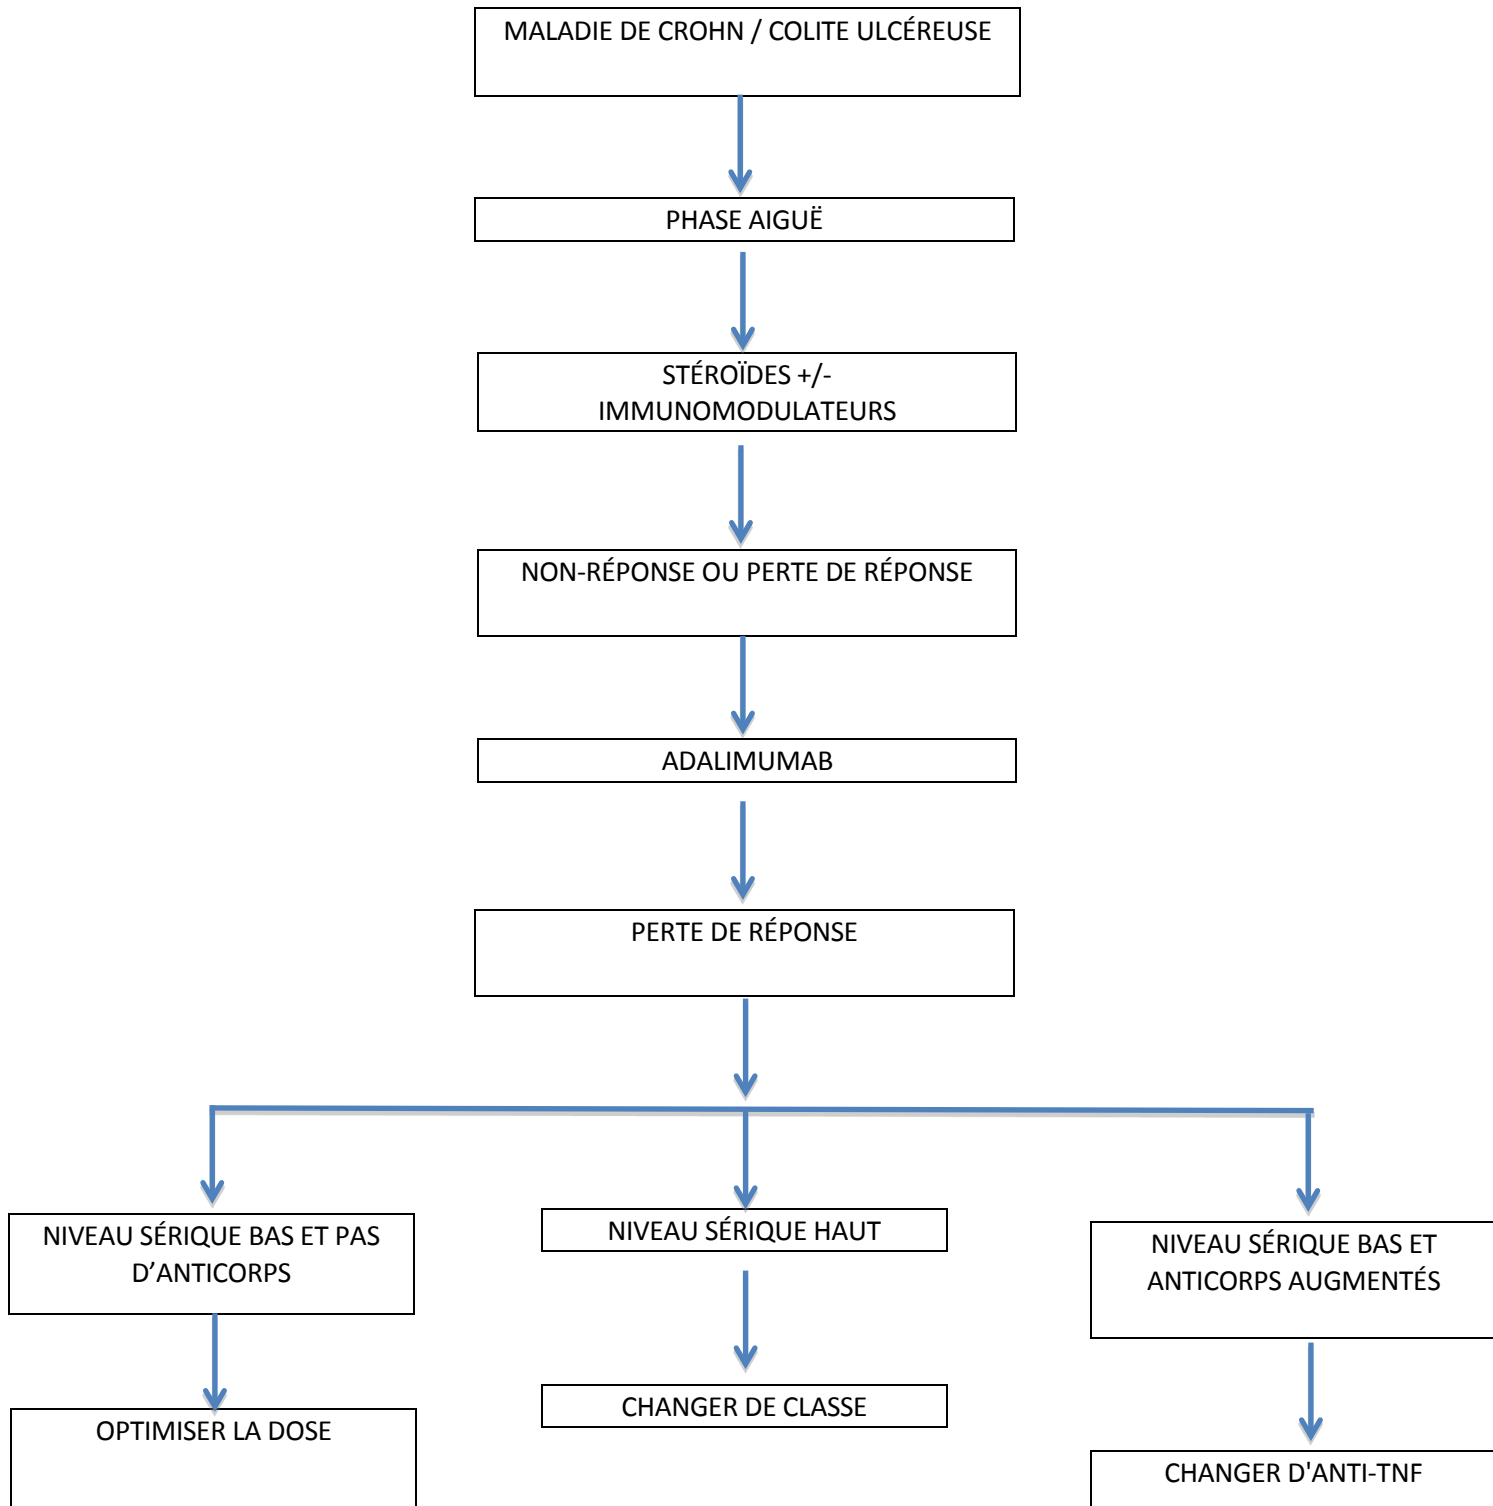 MALADIE DE CROHN / COLITE ULCÉREUSE
PHASE AIGUË
STÉROÏDES +/-
IMMUNOMODULATEURS
NON-RÉPONSE OU PERTE DE RÉPONSE
ADALIMUMAB
PERTE DE RÉPONSE
NIVEAU SÉRIQUE BAS ET PAS
D’ANTICORPS
OPTIMISER LA DOSE
NIVEAU SÉRIQUE HAUT
CHANGER DE CLASSE
NIVEAU SÉRIQUE BAS ET
ANTICORPS AUGMENTÉS
CHANGER D'ANTI-TNF